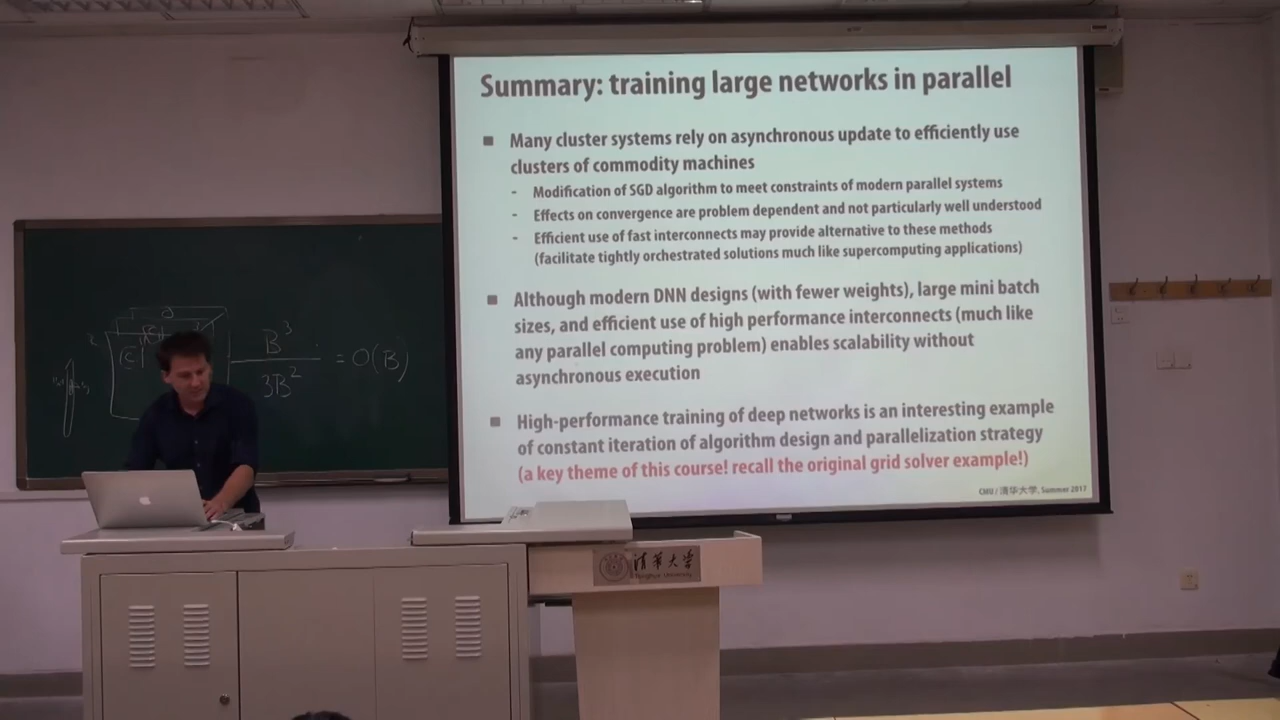 Summary: training large networks in parallel
Many cluster systems rely on asynchronous update to efficiently use
clusters of commodity machines
- Modification of SGD algorithm to meet constraints of modern parallel systems
- Effects on convergence are problem dependent and not particularly well understood
- Efficient use of fast interconnects may provide alternative to these methods
(facilitate tightly orchestrated solutions much like supercomputing applications)
Although modern DNN designs (with fewer weights), large mini batch
sizes, and efficient use of high performance interconnects (much like
any parallel computing problem) enables scalability without
asynchronous execution
High-performance training of deep networks is an interesting example
of constant iteration of algorithm design and parallelization strategy
(a key theme of this course! recall the original grid solver example!)
CMU / 清华大学, Summer 2017
B³
3B²
= O(B)
清华大学
Tsinghua University